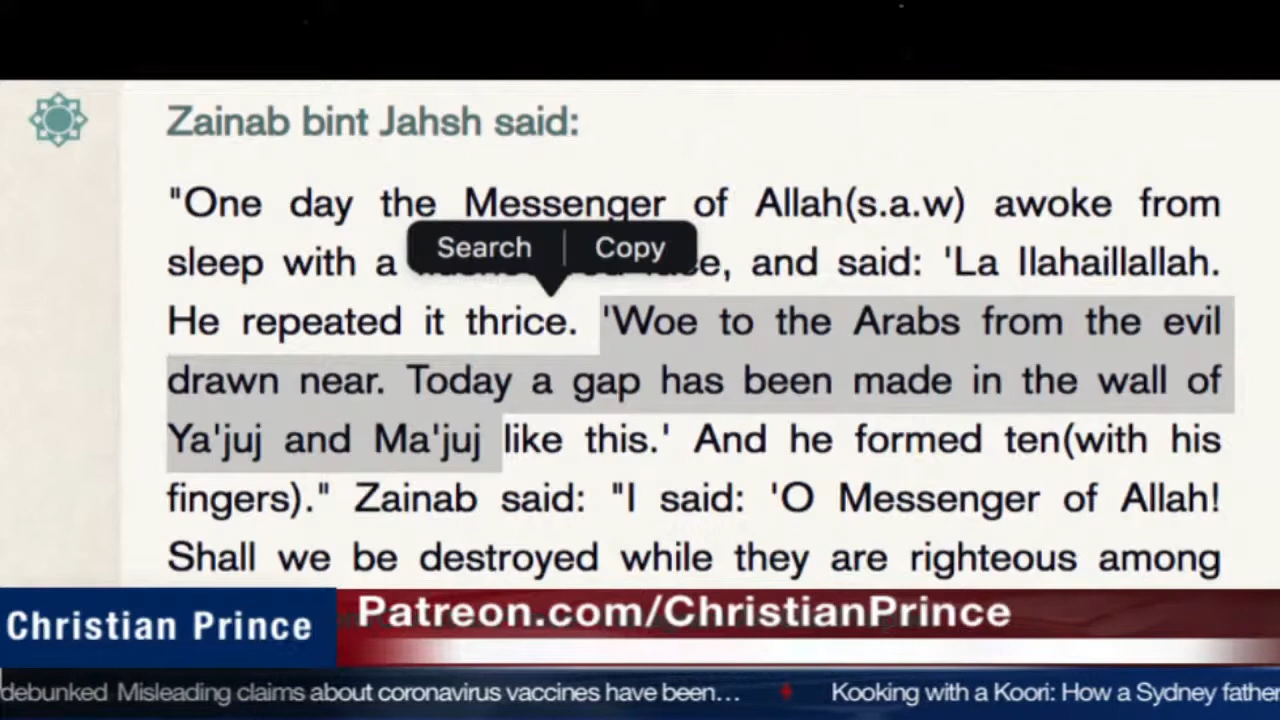 Zainab bint Jahsh said:
"One day the Messenger of Allah(s.a.w) awoke from
Search Copy
sleep with a and said: 'La Ilahaillallah.
He repeated it thrice. 'Woe to the Arabs from the evil
drawn near. Today a gap has been made in the wall of
Ya'juj and Ma'juj like this.' And he formed ten(with his
fingers)." Zainab said: "I said: 'O Messenger of Allah!
Shall we be destroyed while they are righteous among
Christian Prince
Patreon.com/ChristianPrince
debunked Misleading claims about coronavirus vaccines have been... Kooking with a Koori: How a Sydney father